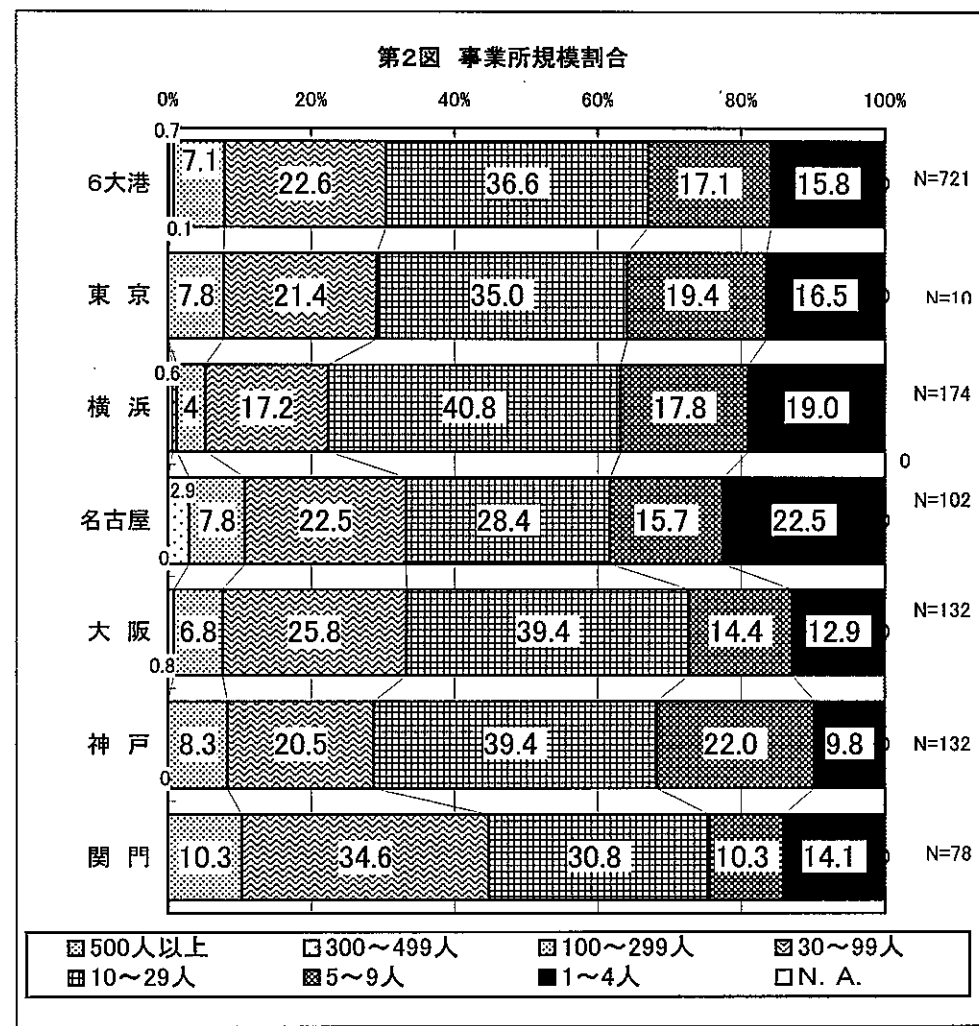 第2図 事業所規模割合
0% 20% 40% 60% 80% 100%
0.7
6大港 7.1 22.6 36.6 17.1 15.8 N=721
0.1
東 京 7.8 21.4 35.0 19.4 16.5 N=10
0.6
横 浜 4 17.2 40.8 17.8 19.0 N=174
0
2.9
名古屋 7.8 22.5 28.4 15.7 22.5 N=102
0
大 阪 6.8 25.8 39.4 14.4 12.9 N=132
0.8
神 戸 8.3 20.5 39.4 22.0 9.8 N=132
0
関 門 10.3 34.6 30.8 10.3 14.1 N=78
500人以上 300～499人 100～299人 30～99人
10～29人 5～9人 1～4人 N. A.